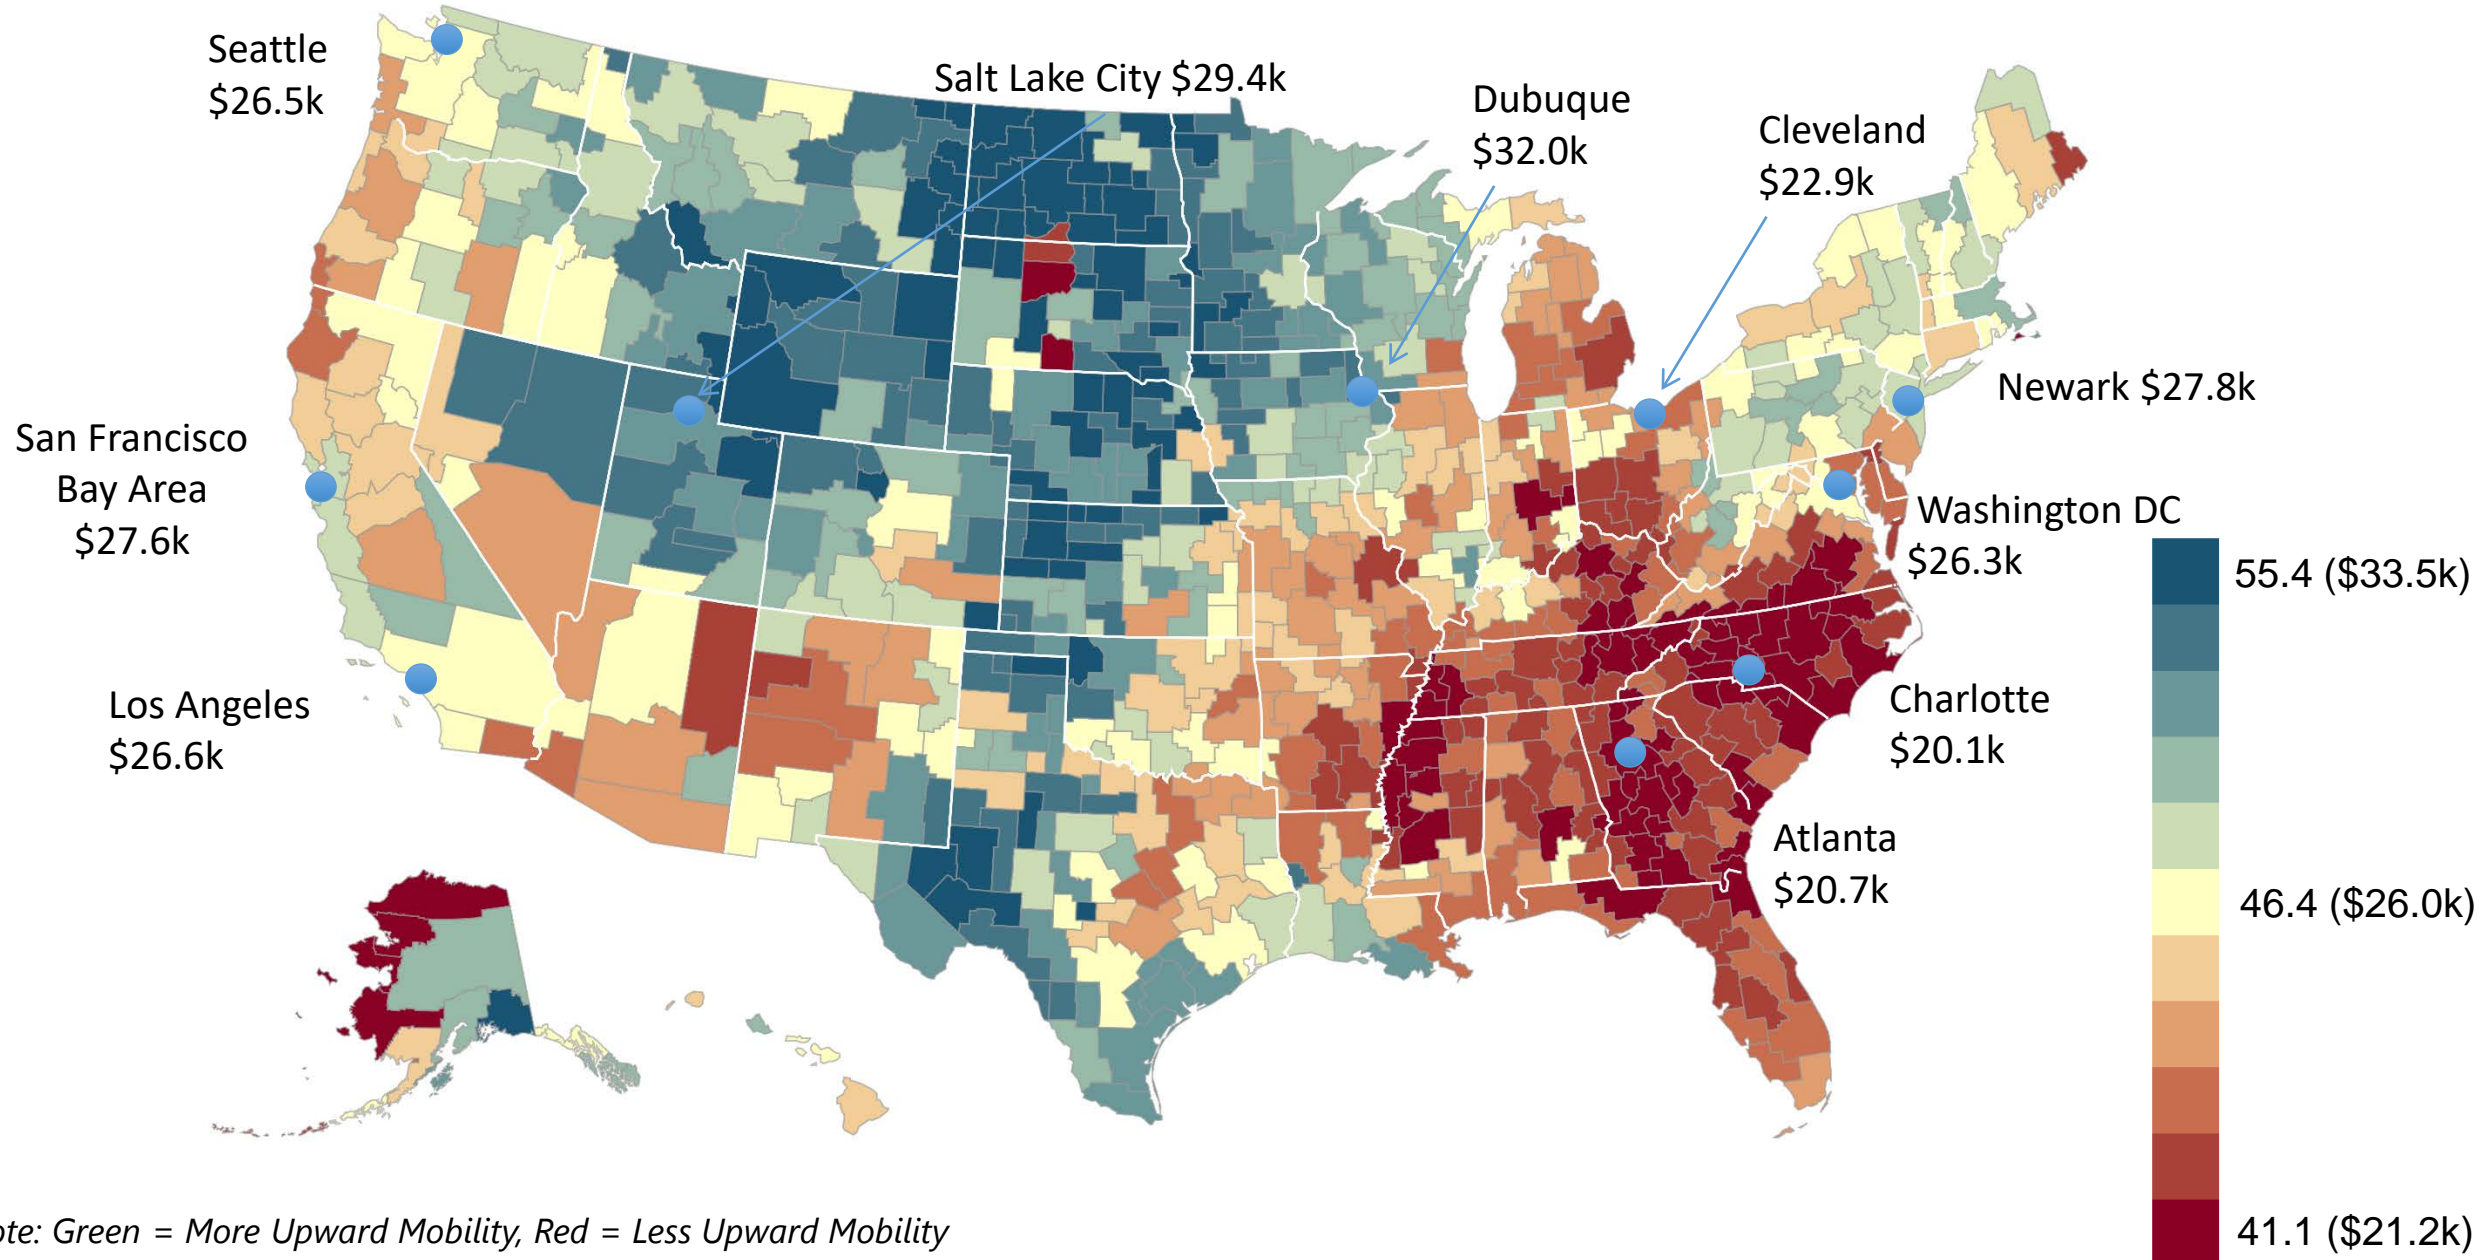 Seattle
$26.5k
Salt Lake City $29.4k
Dubuque
$32.0k
Cleveland
$22.9k
San Francisco
Bay Area
$27.6k
Newark $27.8k
Washington DC
$26.3k
Los Angeles
$26.6k
Charlotte
$20.1k
Atlanta
$20.7k
55.4 ($33.5k)
46.4 ($26.0k)
41.1 ($21.2k)
ote: Green = More Upward Mobility, Red = Less Upward Mobility